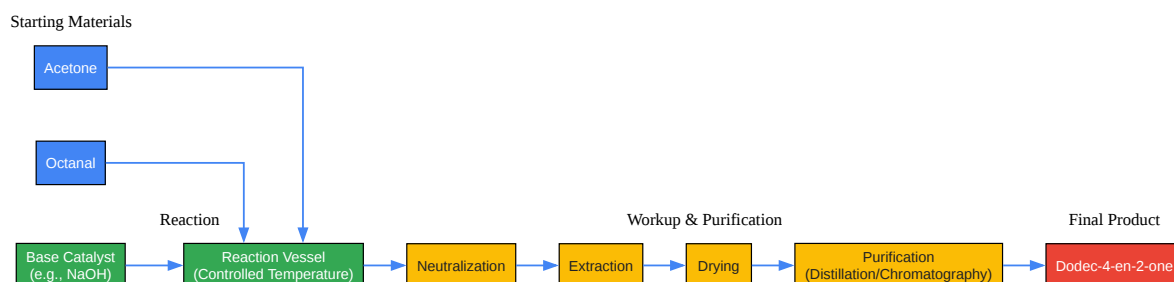 Starting Materials
Acetone
Octanal
Reaction
Workup & Purification
Final Product
Base Catalyst
(e.g., NaOH)
Reaction Vessel
(Controlled Temperature)
Neutralization
Extraction
Drying
Purification
(Distillation/Chromatography)
Dodec-4-en-2-one